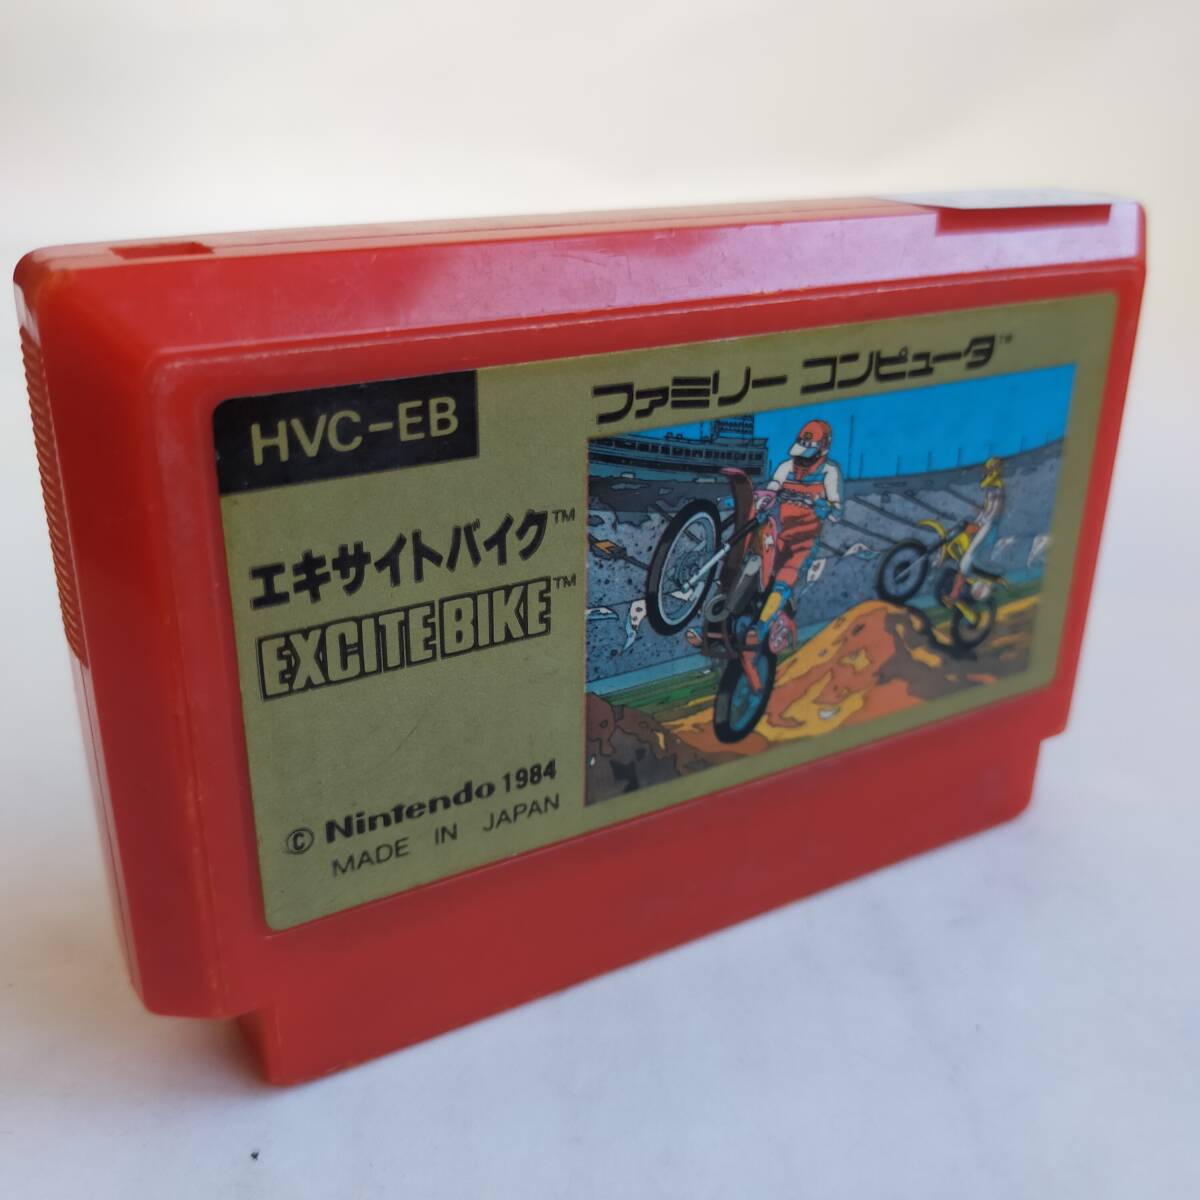 HVC-EB
ファミリー コンピュータ™
エキサイトバイク™
EXCITEBIKE™
© Nintendo 1984
MADE IN JAPAN